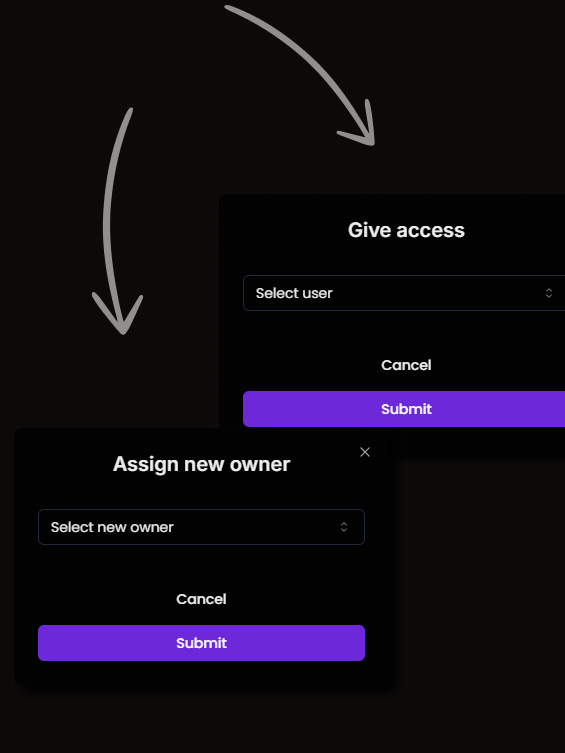 Give access
Select user
Cancel
Submit
Assign new owner
Select new owner
Cancel
Submit